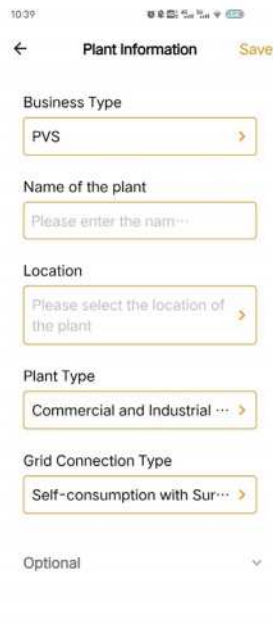 10:39
Plant Information
Save
Business Type
PVS
Name of the plant
Please enter the nam···
Location
Please select the location of
the plant
Plant Type
Commercial and Industrial ···
Grid Connection Type
Self-consumption with Sur···
Optional